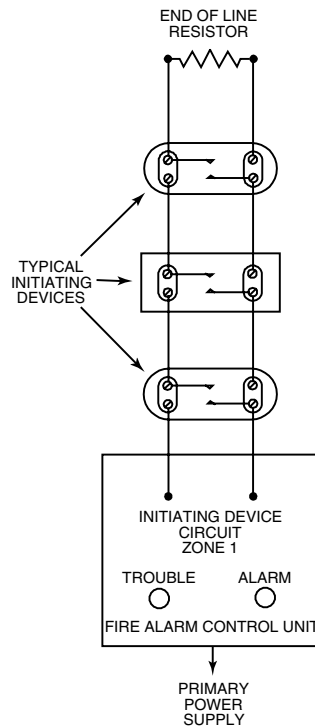 END OF LINE
RESISTOR
TYPICAL
INITIATING
DEVICES
INITIATING DEVICE
CIRCUIT
ZONE 1
TROUBLE ALARM
FIRE ALARM CONTROL UNIT
PRIMARY
POWER
SUPPLY